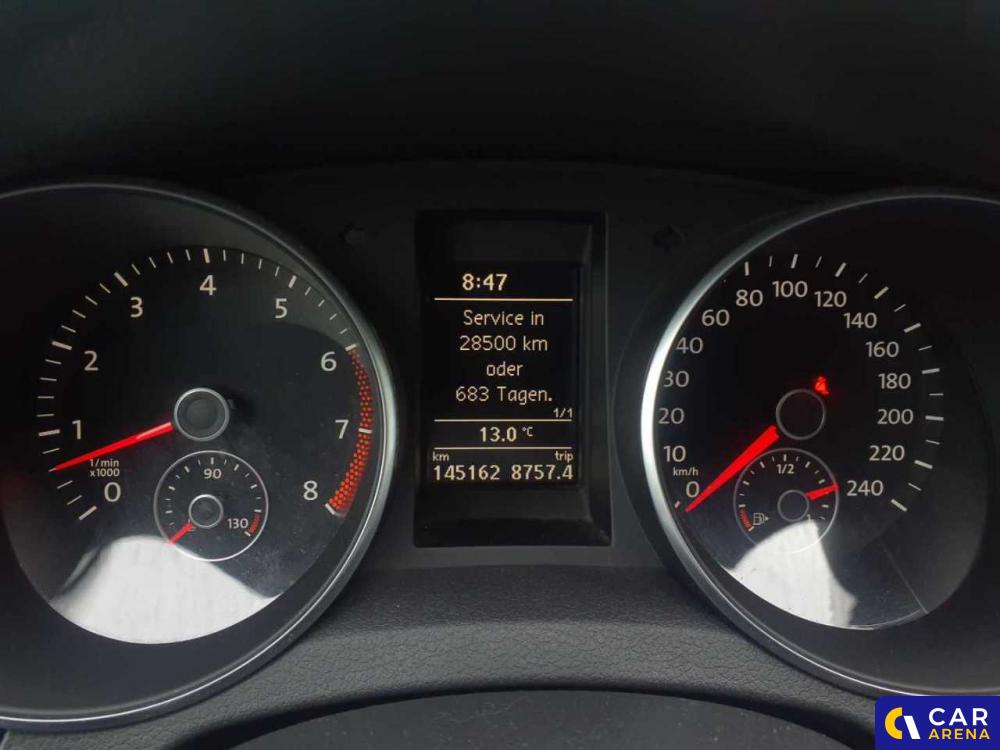 8:47
Service in
28500 km
oder
683 Tagen.
1/1
13.0 °C
km trip
145162 8757.4
0
1
2
3
4
5
6
7
8
1/min
x1000
90
130
0
10
20
30
40
60
80
100
120
140
160
180
200
220
240
km/h
1/2
CAR
ARENA